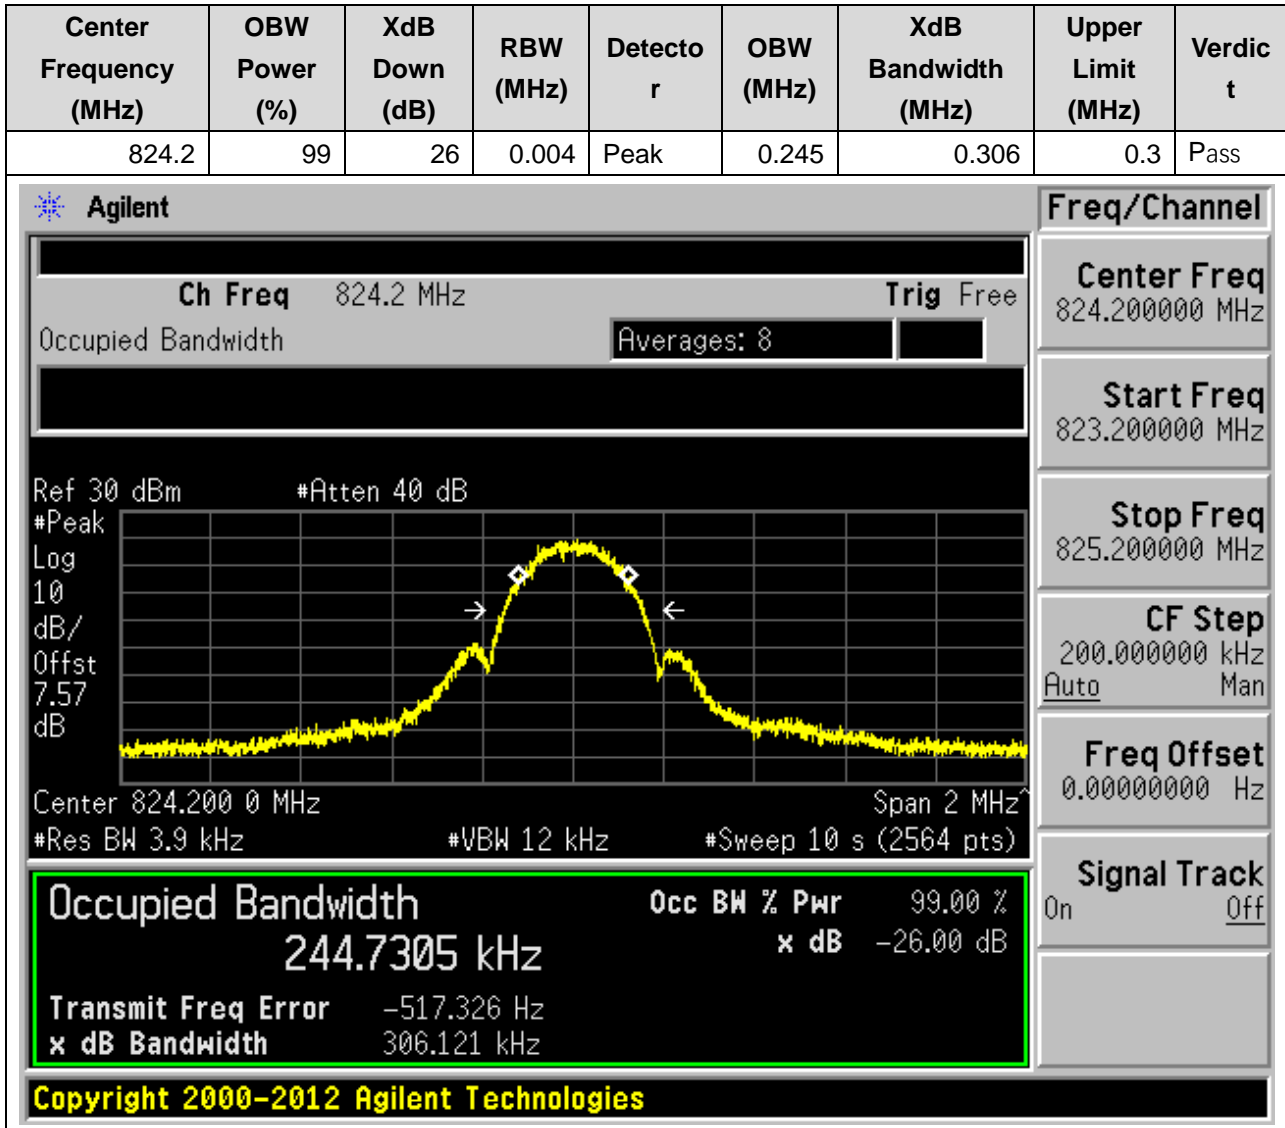 Center Frequency (MHz) OBW Power (%) XdB Down (dB) RBW (MHz) Detecto r OBW (MHz) XdB Bandwidth (MHz) Upper Limit (MHz) Verdic t
824.2 99 26 0.004 Peak 0.245 0.306 0.3 Pass
Agilent
Ch Freq 824.2 MHz Trig Free
Occupied Bandwidth Averages: 8
Ref 30 dBm #Atten 40 dB
#Peak
Log
10
dB/
Offst
7.57
dB
Center 824.200 0 MHz Span 2 MHz^
#Res BW 3.9 kHz #VBW 12 kHz #Sweep 10 s (2564 pts)
Occupied Bandwidth Occ BW % Pwr 99.00 %
244.7305 kHz x dB -26.00 dB
Transmit Freq Error -517.326 Hz
x dB Bandwidth 306.121 kHz
Copyright 2000-2012 Agilent Technologies
Freq/Channel
Center Freq
824.200000 MHz
Start Freq
823.200000 MHz
Stop Freq
825.200000 MHz
CF Step
200.000000 kHz
Auto Man
Freq Offset
0.00000000 Hz
Signal Track
On Off